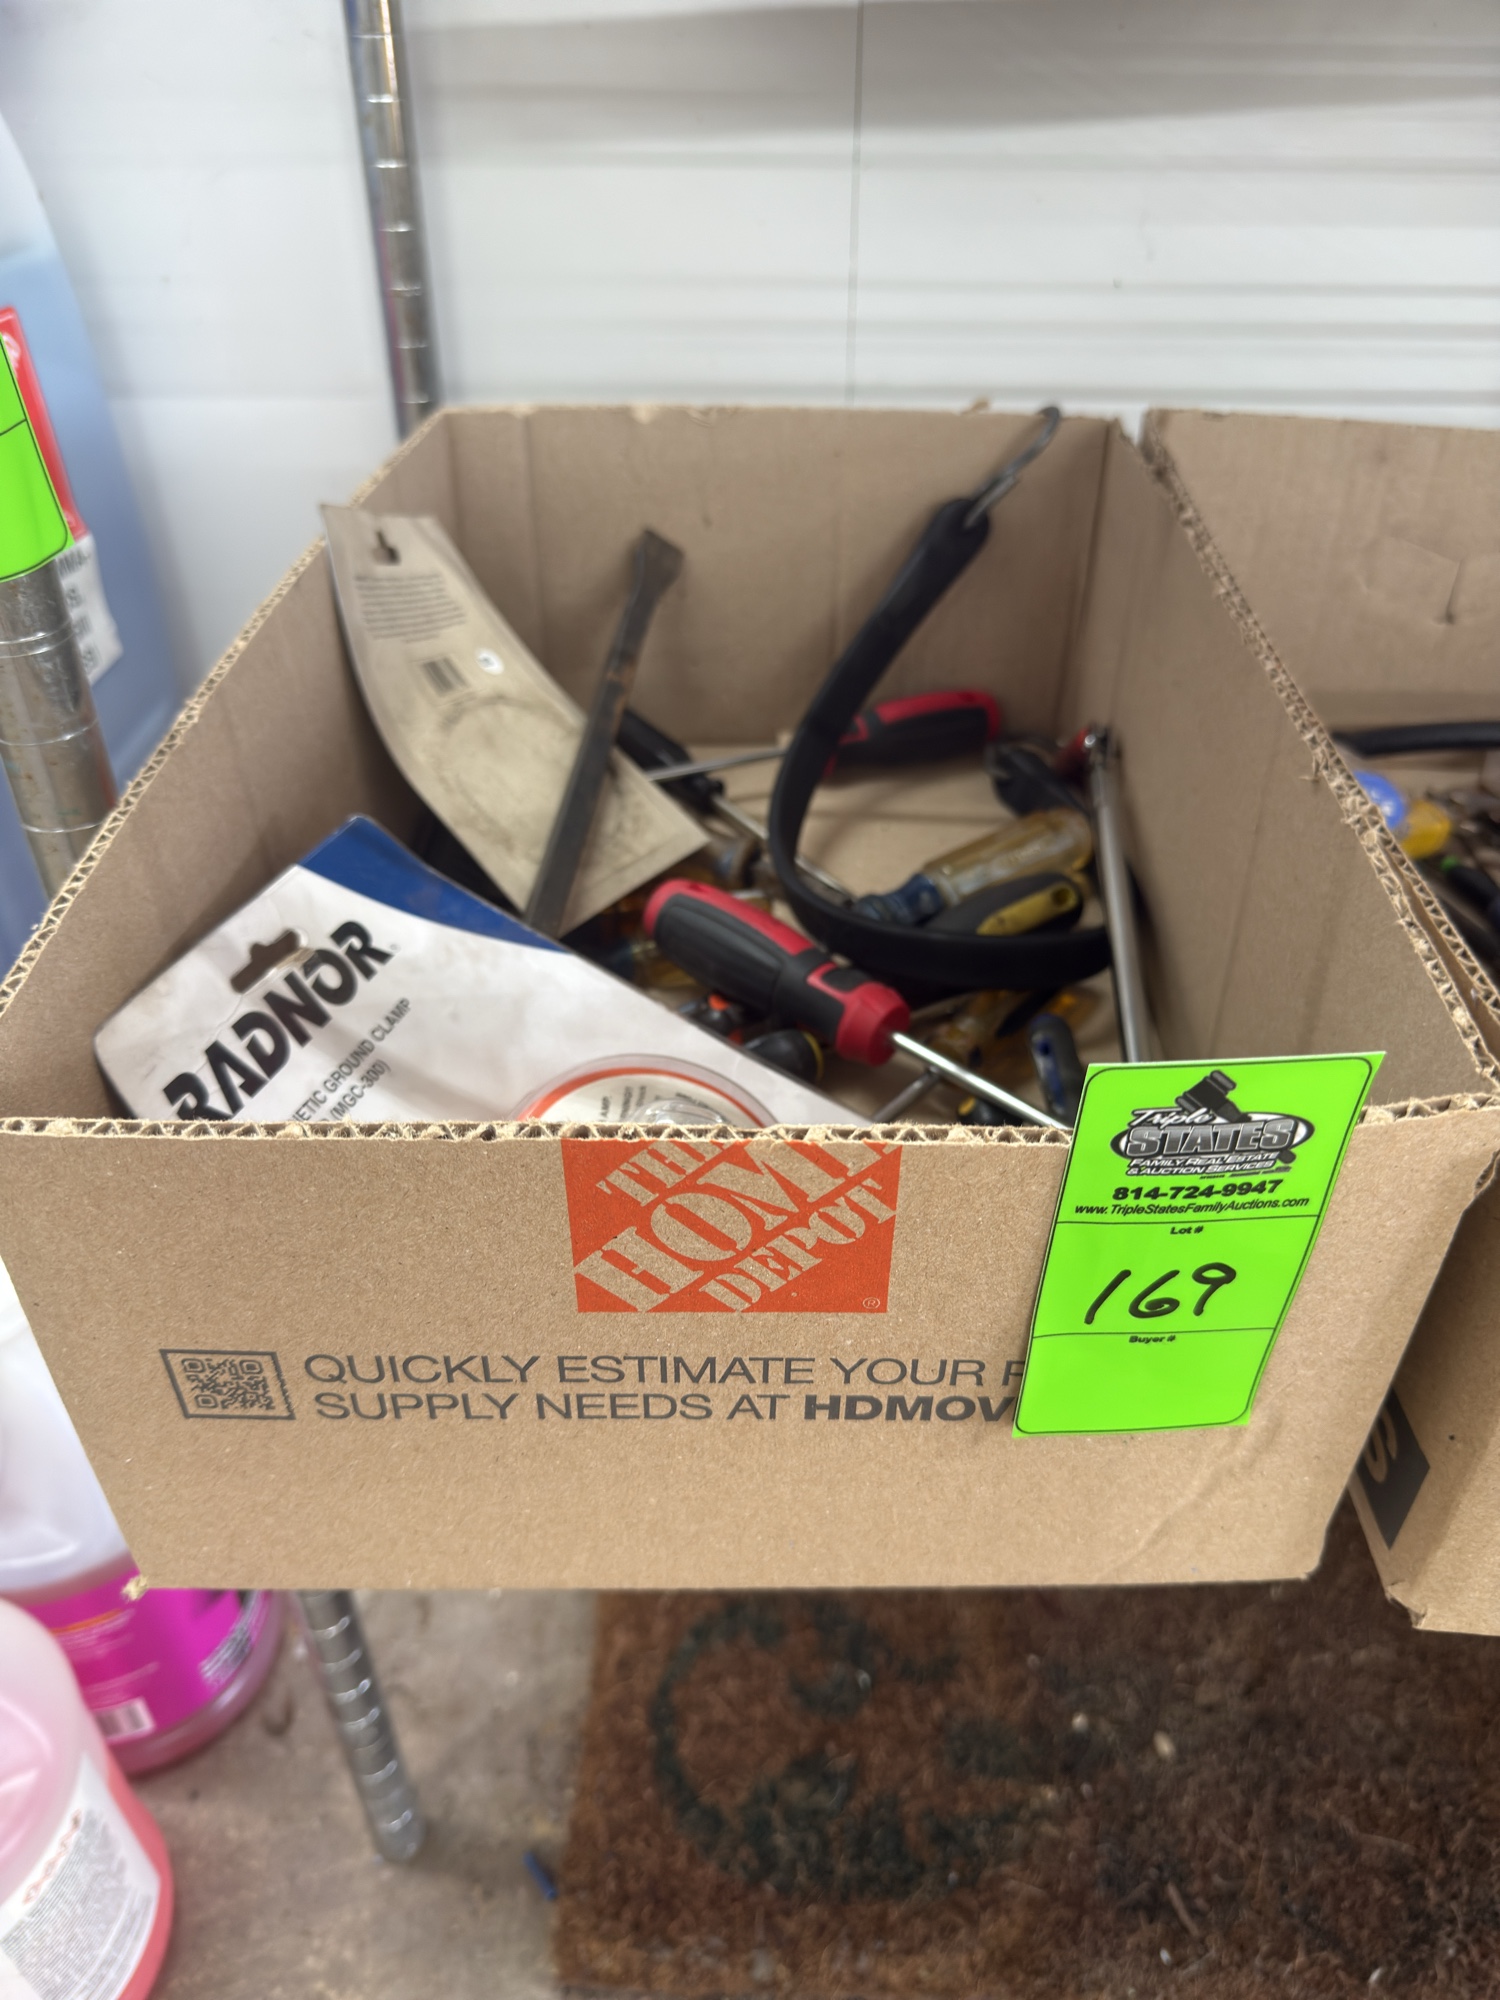 RADNOR
NETIC GROUND CLAMP
(MGC-300)
THE
HOME
DEPOT
®
QUICKLY ESTIMATE YOUR
SUPPLY NEEDS AT HDMOV
Triple
STATES
FAMILY REAL ESTATE
& AUCTION SERVICES
814-724-9947
www.TripleStatesFamilyAuctions.com
Lot #
169
Buyer #